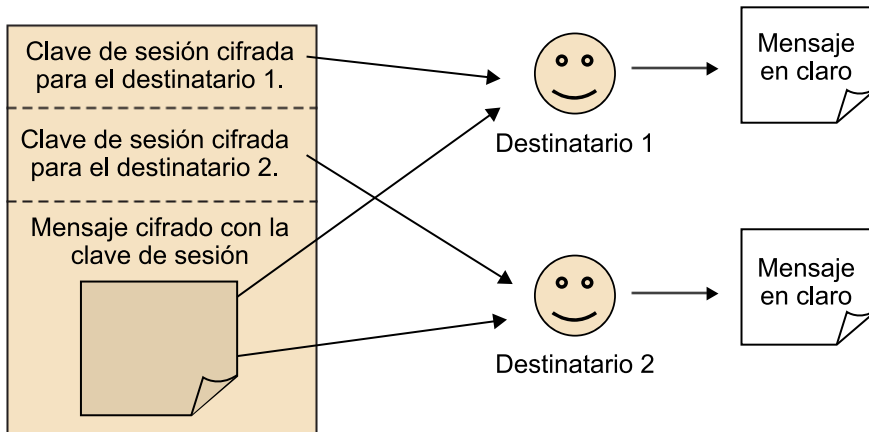 Clave de sesión cifrada
para el destinatario 1.
Clave de sesión cifrada
para el destinatario 2.
Mensaje cifrado con la
clave de sesión
Destinatario 1
Mensaje
en claro
Destinatario 2
Mensaje
en claro